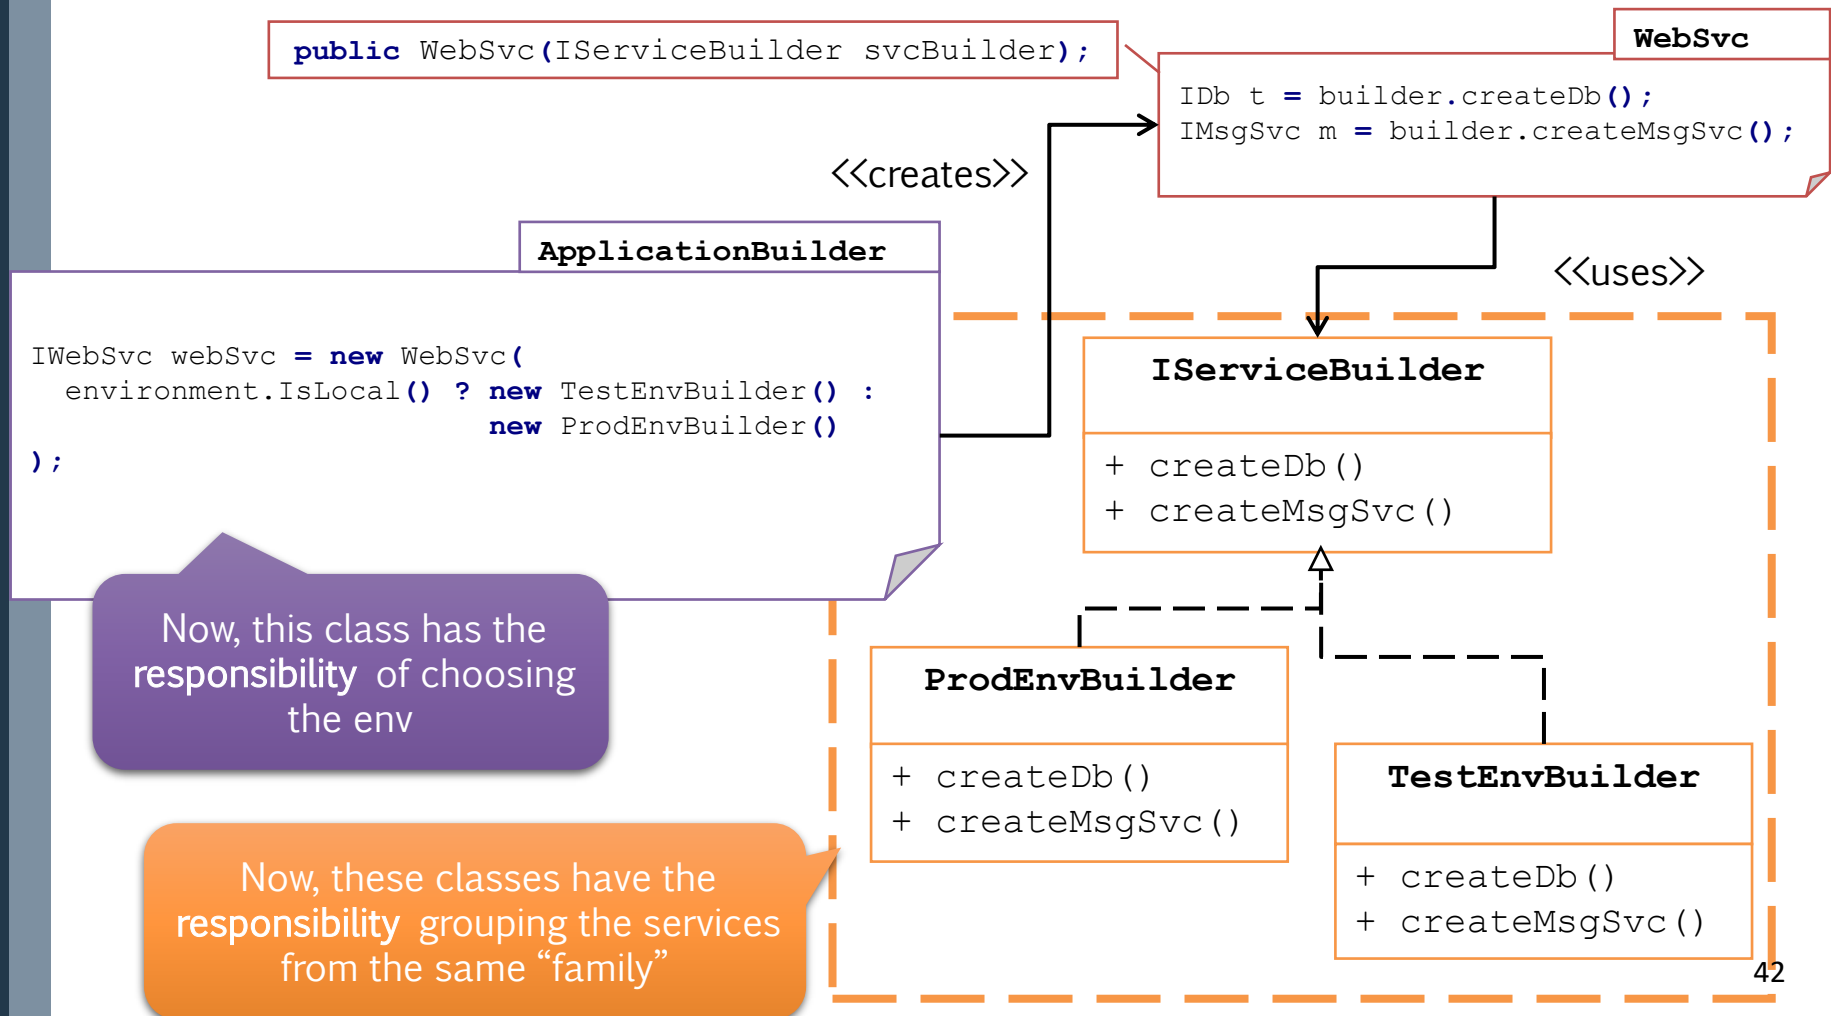 public WebSvc(IServiceBuilder svcBuilder);
WebSvc
IDb t = builder.createDb();
IMsgSvc m = builder.createMsgSvc();
<<creates>>
<<uses>>
ApplicationBuilder
IWebSvc webSvc = new WebSvc(
environment.IsLocal() ? new TestEnvBuilder() :
new ProdEnvBuilder()
);
Now, this class has the
responsibility of choosing
the env
IServiceBuilder
+ createDb()
+ createMsgSvc()
ProdEnvBuilder
+ createDb()
+ createMsgSvc()
TestEnvBuilder
+ createDb()
+ createMsgSvc()
Now, these classes have the
responsibility grouping the services
from the same “family”
42